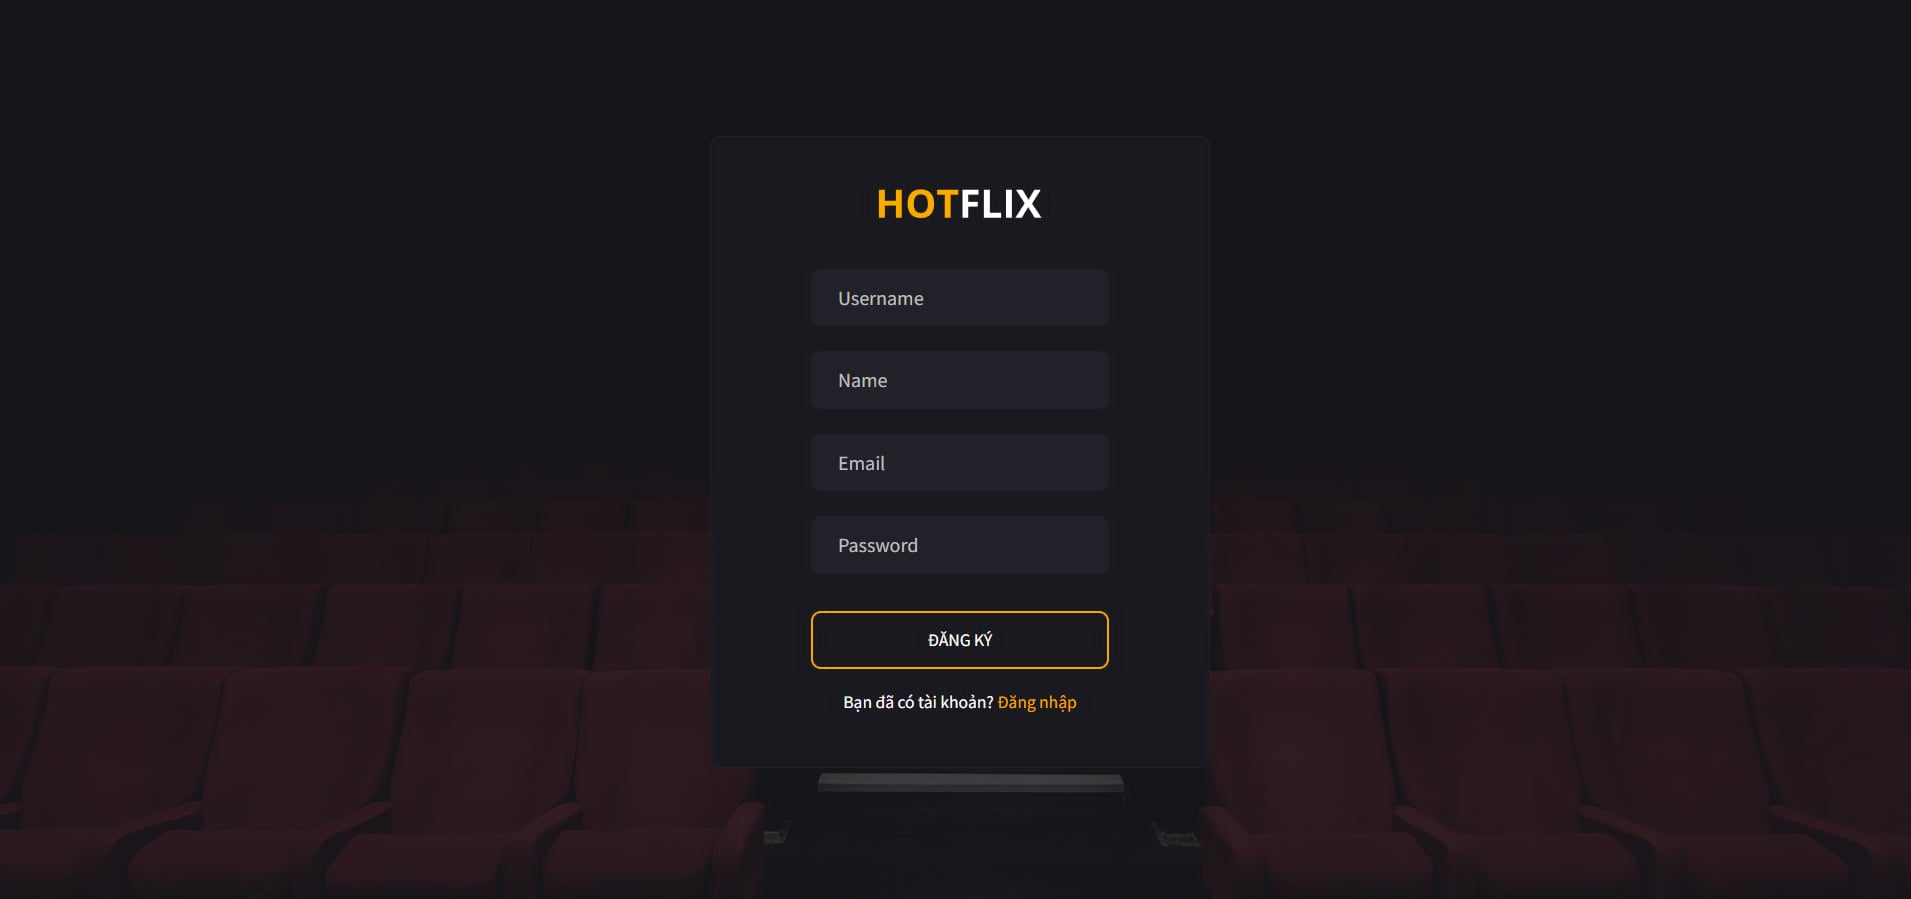 HOTFLIX
Username
Name
Email
Password
ĐĂNG KÝ
Bạn đã có tài khoản? Đăng nhập